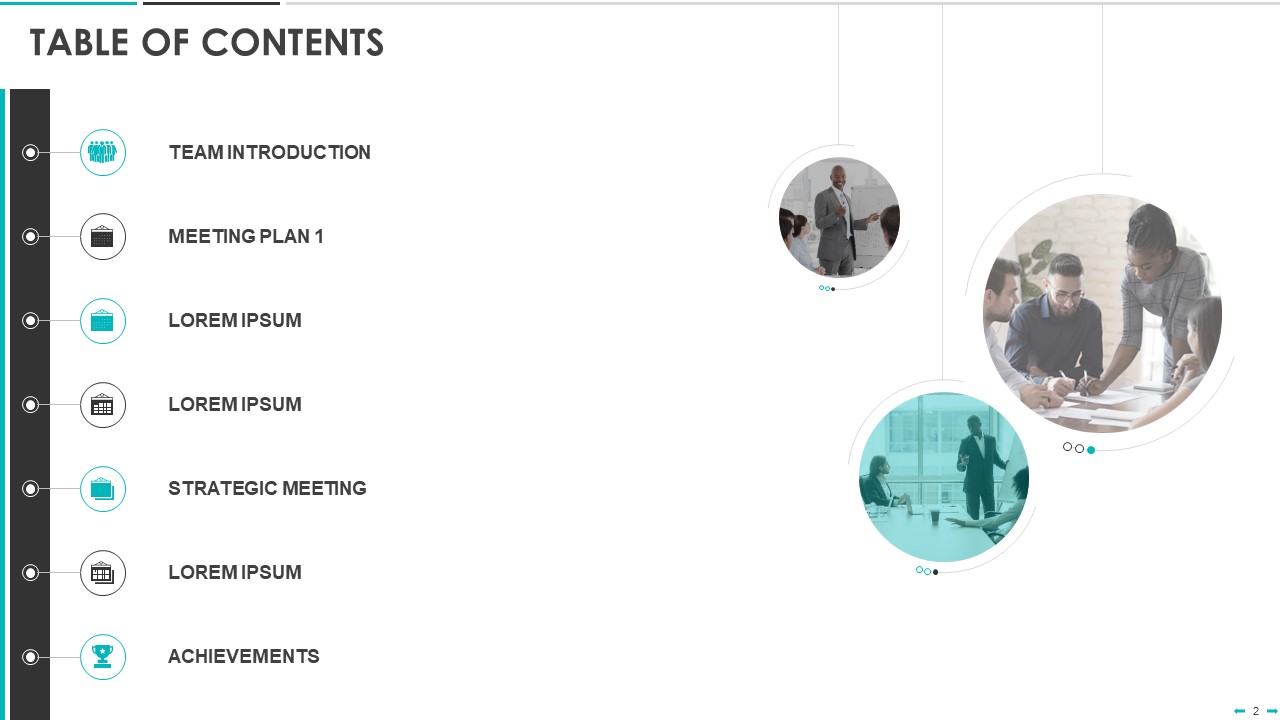 TABLE OF CONTENTS
TEAM INTRODUCTION
MEETING PLAN 1
LOREM IPSUM
LOREM IPSUM
STRATEGIC MEETING
LOREM IPSUM
ACHIEVEMENTS
2